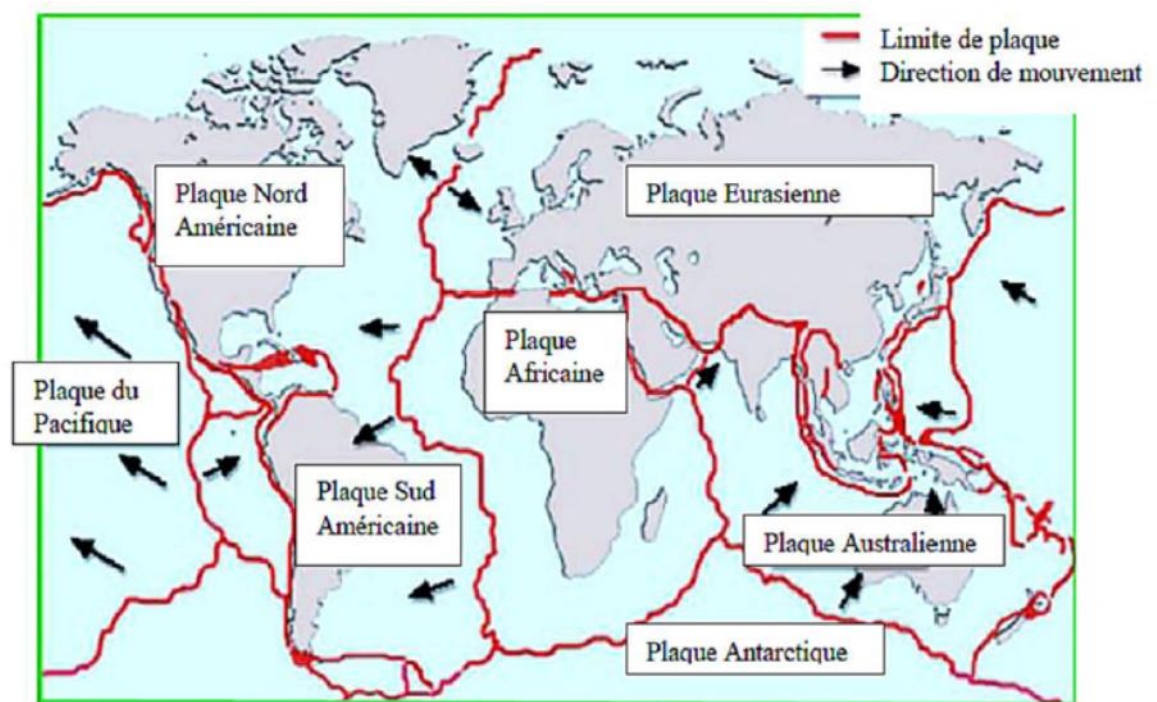 Limite de plaque
Direction de mouvement
Plaque Nord
Américaine
Plaque Eurasienne
Plaque
Africaine
Plaque du
Pacifique
Plaque Sud
Américaine
Plaque Australienne
Plaque Antarctique